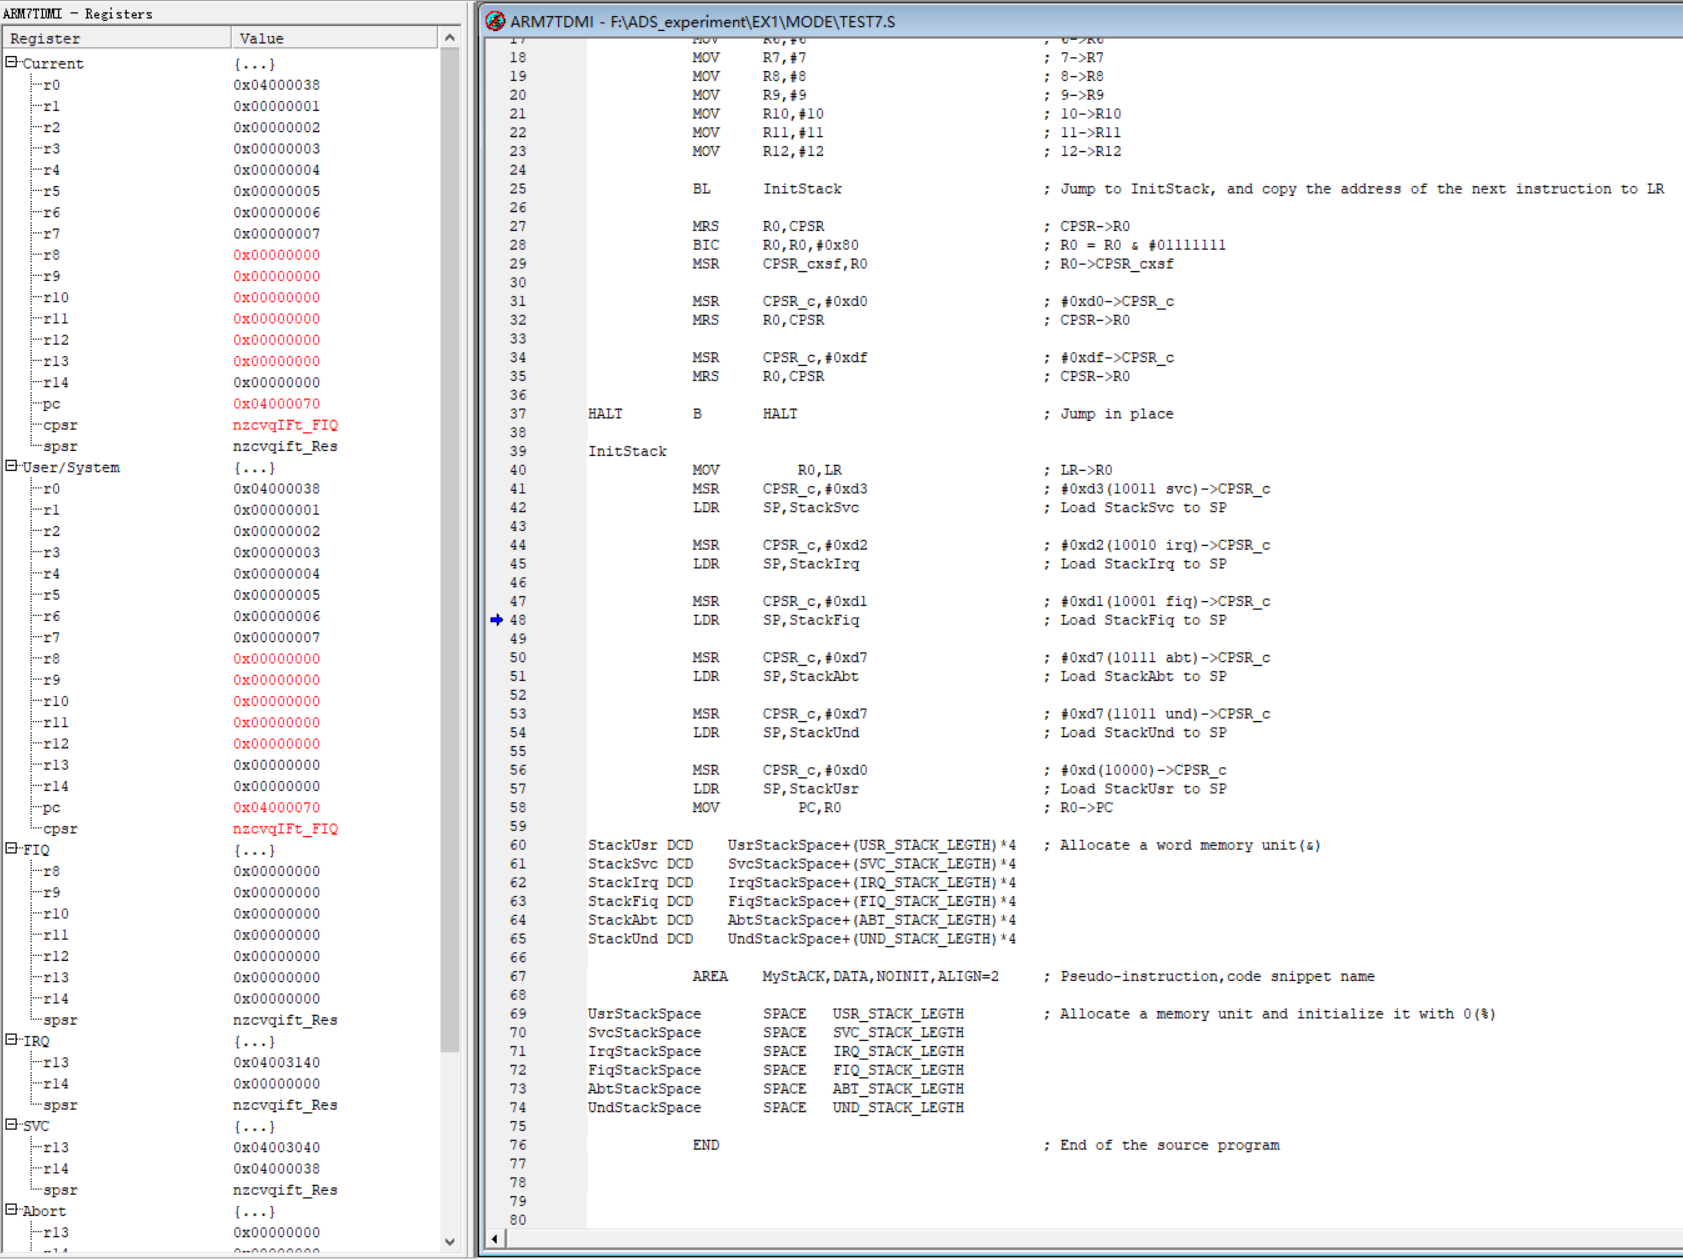 ARM7TDMI - Registers
Register Value
Current {...}
r0 0x04000038
r1 0x00000001
r2 0x00000002
r3 0x00000003
r4 0x00000004
r5 0x00000005
r6 0x00000006
r7 0x00000007
r8 0x00000000
r9 0x00000000
r10 0x00000000
r11 0x00000000
r12 0x00000000
r13 0x00000000
r14 0x00000000
pc 0x04000070
cpsr nzcvqIFt_FIQ
spsr nzcvqift_Res
User/System {...}
r0 0x04000038
r1 0x00000001
r2 0x00000002
r3 0x00000003
r4 0x00000004
r5 0x00000005
r6 0x00000006
r7 0x00000007
r8 0x00000000
r9 0x00000000
r10 0x00000000
r11 0x00000000
r12 0x00000000
r13 0x00000000
r14 0x00000000
pc 0x04000070
cpsr nzcvqIFt_FIQ
FIQ {...}
r8 0x00000000
r9 0x00000000
r10 0x00000000
r11 0x00000000
r12 0x00000000
r13 0x00000000
r14 0x00000000
spsr nzcvqift_Res
IRQ {...}
r13 0x04003140
r14 0x00000000
spsr nzcvqift_Res
SVC {...}
r13 0x04003040
r14 0x04000038
spsr nzcvqift_Res
Abort {...}
r13 0x00000000
r14 0x00000000
ARM7TDMI - F:\ADS_experiment\EX1\MODE\TEST7.S
17 MOV R6,#6 ; 6->R6
18 MOV R7,#7 ; 7->R7
19 MOV R8,#8 ; 8->R8
20 MOV R9,#9 ; 9->R9
21 MOV R10,#10 ; 10->R10
22 MOV R11,#11 ; 11->R11
23 MOV R12,#12 ; 12->R12
24
25 BL InitStack ; Jump to InitStack, and copy the address of the next instruction to LR
26
27 MRS R0,CPSR ; CPSR->R0
28 BIC R0,R0,#0x80 ; R0 = R0 & #01111111
29 MSR CPSR_cxsf,R0 ; R0->CPSR_cxsf
30
31 MSR CPSR_c,#0xd0 ; #0xd0->CPSR_c
32 MRS R0,CPSR ; CPSR->R0
33
34 MSR CPSR_c,#0xdf ; #0xdf->CPSR_c
35 MRS R0,CPSR ; CPSR->R0
36
37 HALT B HALT ; Jump in place
38
39 InitStack
40 MOV R0,LR ; LR->R0
41 MSR CPSR_c,#0xd3 ; #0xd3(10011 svc)->CPSR_c
42 LDR SP,StackSvc ; Load StackSvc to SP
43
44 MSR CPSR_c,#0xd2 ; #0xd2(10010 irq)->CPSR_c
45 LDR SP,StackIrq ; Load StackIrq to SP
46
47 MSR CPSR_c,#0xd1 ; #0xd1(10001 fiq)->CPSR_c
48 LDR SP,StackFiq ; Load StackFiq to SP
49
50 MSR CPSR_c,#0xd7 ; #0xd7(10111 abt)->CPSR_c
51 LDR SP,StackAbt ; Load StackAbt to SP
52
53 MSR CPSR_c,#0xd7 ; #0xd7(11011 und)->CPSR_c
54 LDR SP,StackUnd ; Load StackUnd to SP
55
56 MSR CPSR_c,#0xd0 ; #0xd(10000)->CPSR_c
57 LDR SP,StackUsr ; Load StackUsr to SP
58 MOV PC,R0 ; R0->PC
59
60 StackUsr DCD UsrStackSpace+(USR_STACK_LEGTH)*4 ; Allocate a word memory unit(&)
61 StackSvc DCD SvcStackSpace+(SVC_STACK_LEGTH)*4
62 StackIrq DCD IrqStackSpace+(IRQ_STACK_LEGTH)*4
63 StackFiq DCD FiqStackSpace+(FIQ_STACK_LEGTH)*4
64 StackAbt DCD AbtStackSpace+(ABT_STACK_LEGTH)*4
65 StackUnd DCD UndStackSpace+(UND_STACK_LEGTH)*4
66
67 AREA MyStACK,DATA,NOINIT,ALIGN=2 ; Pseudo-instruction,code snippet name
68
69 UsrStackSpace SPACE USR_STACK_LEGTH ; Allocate a memory unit and initialize it with 0(%)
70 SvcStackSpace SPACE SVC_STACK_LEGTH
71 IrqStackSpace SPACE IRQ_STACK_LEGTH
72 FiqStackSpace SPACE FIQ_STACK_LEGTH
73 AbtStackSpace SPACE ABT_STACK_LEGTH
74 UndStackSpace SPACE UND_STACK_LEGTH
75
76 END ; End of the source program
77
78
79
80